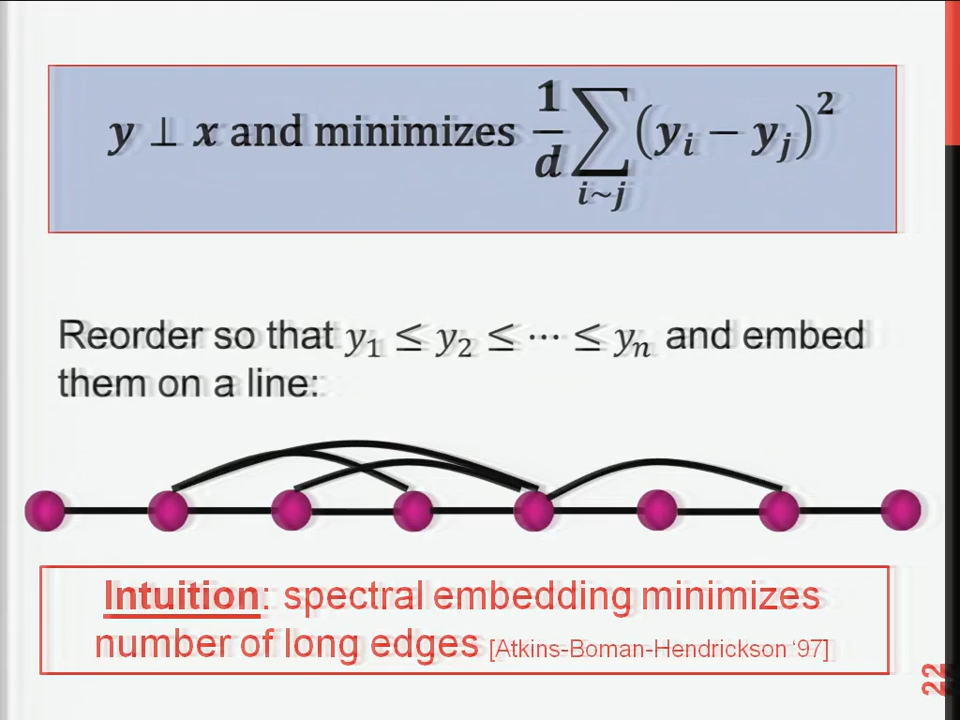 y ⊥ x and minimizes 1/d ∑_{i~j} (y_i − y_j)^2
Reorder so that y_1 ≤ y_2 ≤ ⋯ ≤ y_n and embed
them on a line:
Intuition: spectral embedding minimizes
number of long edges [Atkins-Boman-Hendrickson ‘97]
22